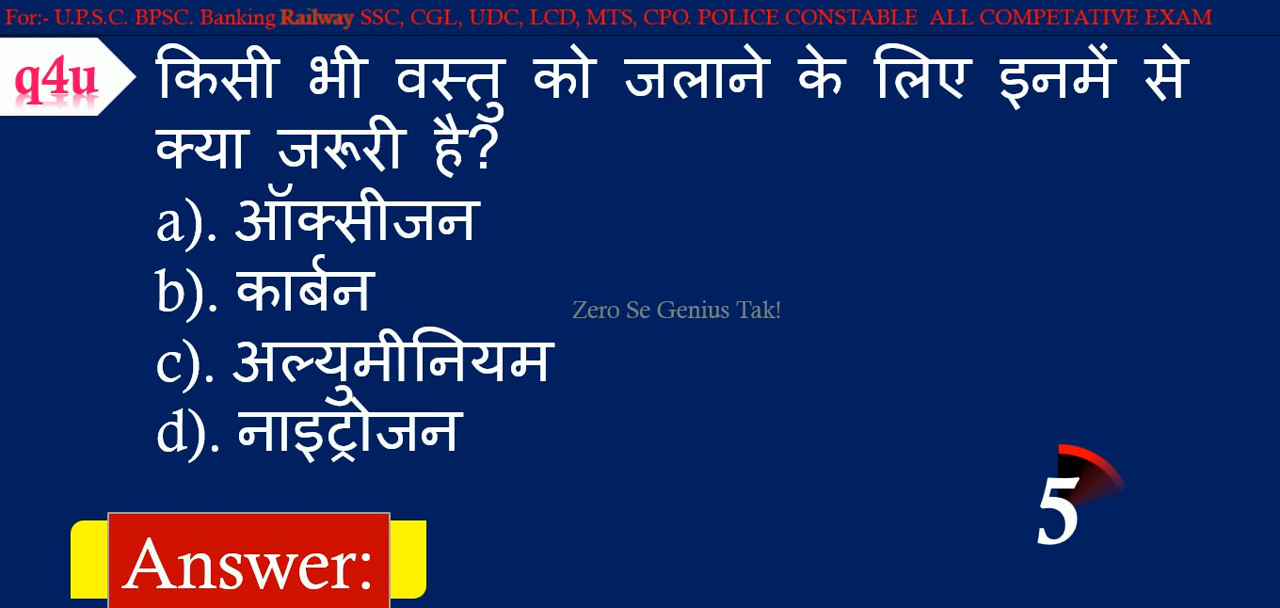 For:- U.P.S.C. BPSC. Banking Railway SSC, CGL, UDC, LCD, MTS, CPO. POLICE CONSTABLE ALL COMPETATIVE EXAM
q4u
किसी भी वस्तु को जलाने के लिए इनमें से
क्या जरूरी है?
a). ऑक्सीजन
b). कार्बन
Zero Se Genius Tak!
c). अल्युमीनियम
d). नाइट्रोजन
5
Answer: